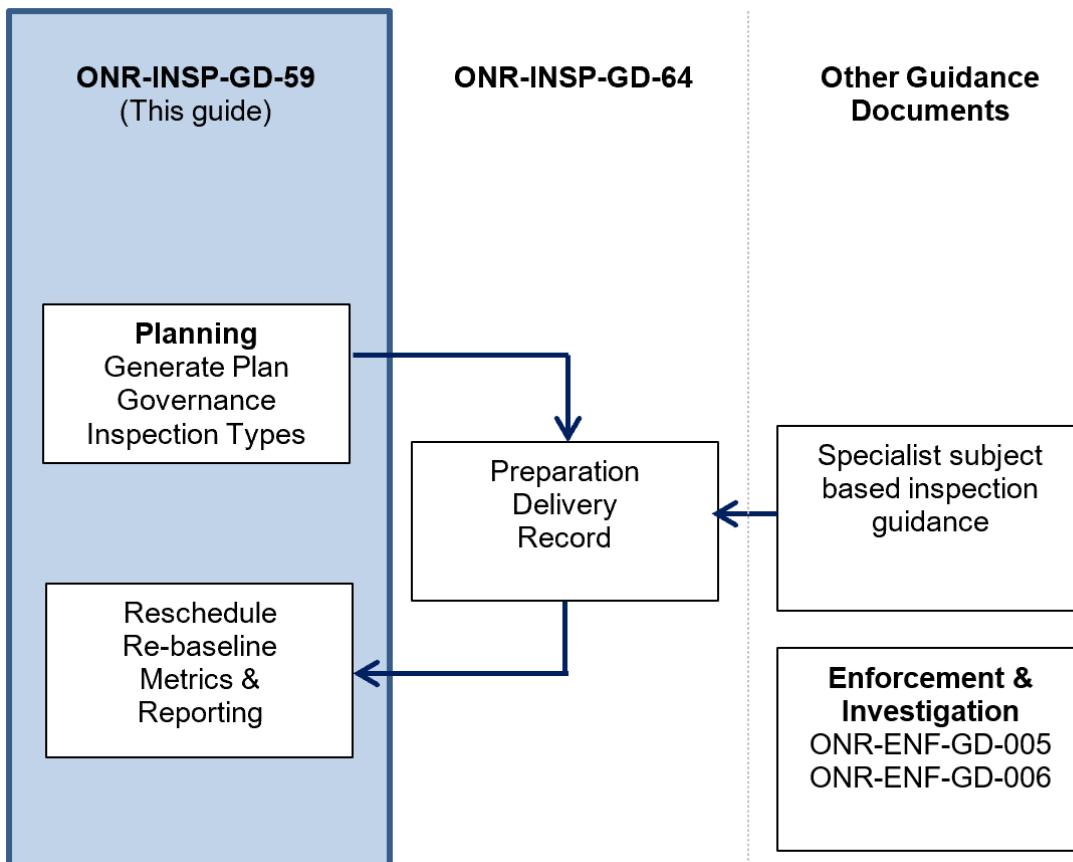 ONR-INSP-GD-59
(This guide)
ONR-INSP-GD-64
Other Guidance
Documents
Planning
Generate Plan
Governance
Inspection Types
Preparation
Delivery
Record
Specialist subject
based inspection
guidance
Reschedule
Re-baseline
Metrics &
Reporting
Enforcement &
Investigation
ONR-ENF-GD-005
ONR-ENF-GD-006